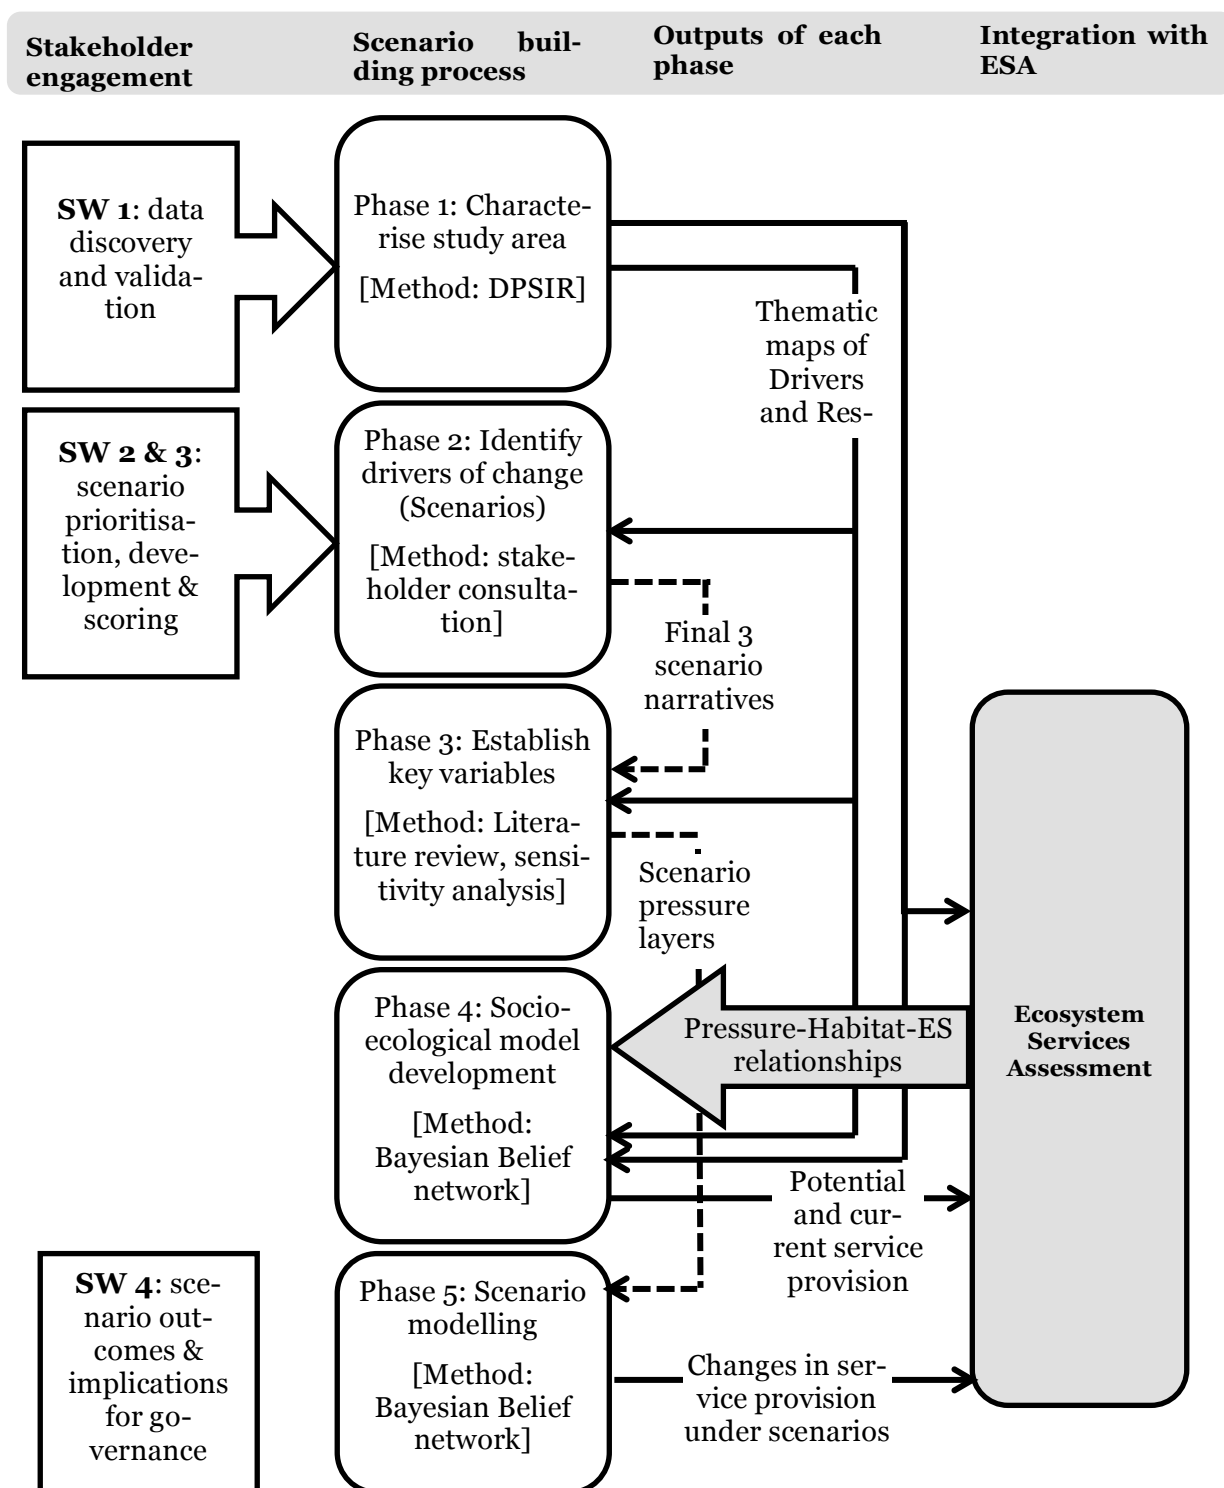 Stakeholder
engagement
Scenario buil-
ding process
Outputs of each
phase
Integration with
ESA
SW 1: data
discovery
and valida-
tion
Phase 1: Characte-
rise study area
[Method: DPSIR]
Thematic
maps of
Drivers
and Res-
SW 2 & 3:
scenario
prioritisa-
tion, deve-
lopment &
scoring
Phase 2: Identify
drivers of change
(Scenarios)
[Method: stake-
holder consulta-
tion]
Final 3
scenario
narratives
Phase 3: Establish
key variables
[Method: Litera-
ture review, sensi-
tivity analysis]
Scenario
pressure
layers
Phase 4: Socio-
ecological model
development
[Method:
Bayesian Belief
network]
Pressure-Habitat-ES
relationships
Ecosystem
Services
Assessment
Potential
and cur-
rent service
provision
SW 4: sce-
nario out-
comes &
implications
for go-
vernance
Phase 5: Scenario
modelling
[Method:
Bayesian Belief
network]
Changes in ser-
vice provision
under scenarios